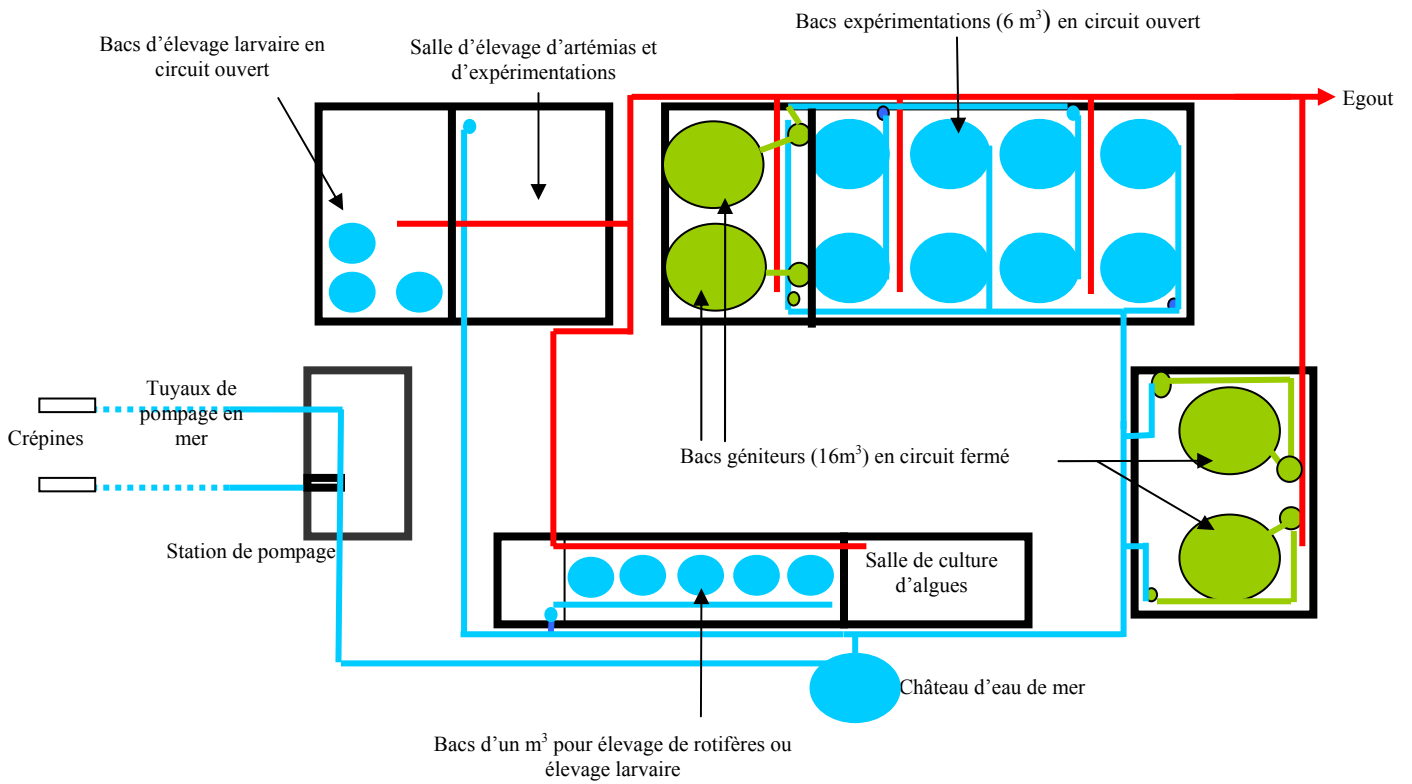 Bacs expérimentations (6 m³) en circuit ouvert
Bacs d'élevage larvaire en
circuit ouvert
Salle d'élevage d'artémias et
d'expérimentations
Egout
Tuyaux de
pompage en
mer
Crépines
Station de pompage
Bacs géniteurs (16m³) en circuit fermé
Salle de culture
d'algues
Château d'eau de mer
Bacs d'un m³ pour élevage de rotifères ou
élevage larvaire